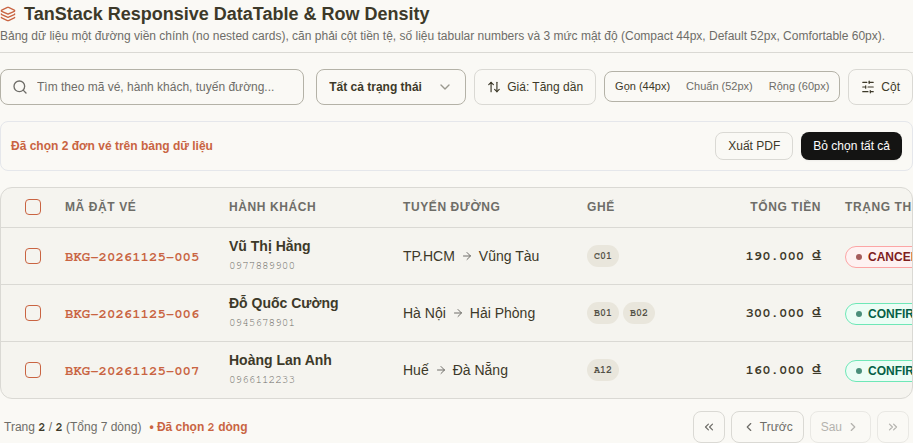 TanStack Responsive DataTable & Row Density
Bảng dữ liệu một đường viền chính (no nested cards), căn phải cột tiền tệ, số liệu tabular numbers và 3 mức mật độ (Compact 44px, Default 52px, Comfortable 60px).
Tìm theo mã vé, hành khách, tuyến đường... Tất cả trạng thái Giá: Tăng dần Gọn (44px) Chuẩn (52px) Rộng (60px) Cột
Đã chọn 2 đơn vé trên bảng dữ liệu Xuất PDF Bỏ chọn tất cả
MÃ ĐẶT VÉ HÀNH KHÁCH TUYẾN ĐƯỜNG GHẾ TỔNG TIỀN TRẠNG TH
BKG-20261125-005 Vũ Thị Hằng TP.HCM → Vũng Tàu C01 190.000 ₫ CANCE
0977889900
BKG-20261125-006 Đỗ Quốc Cường Hà Nội → Hải Phòng B01 B02 300.000 ₫ CONFIR
0945678901
BKG-20261125-007 Hoàng Lan Anh Huế → Đà Nẵng A12 160.000 ₫ CONFIR
0966112233
Trang 2 / 2 (Tổng 7 dòng) • Đã chọn 2 dòng « ‹ Trước Sau › »